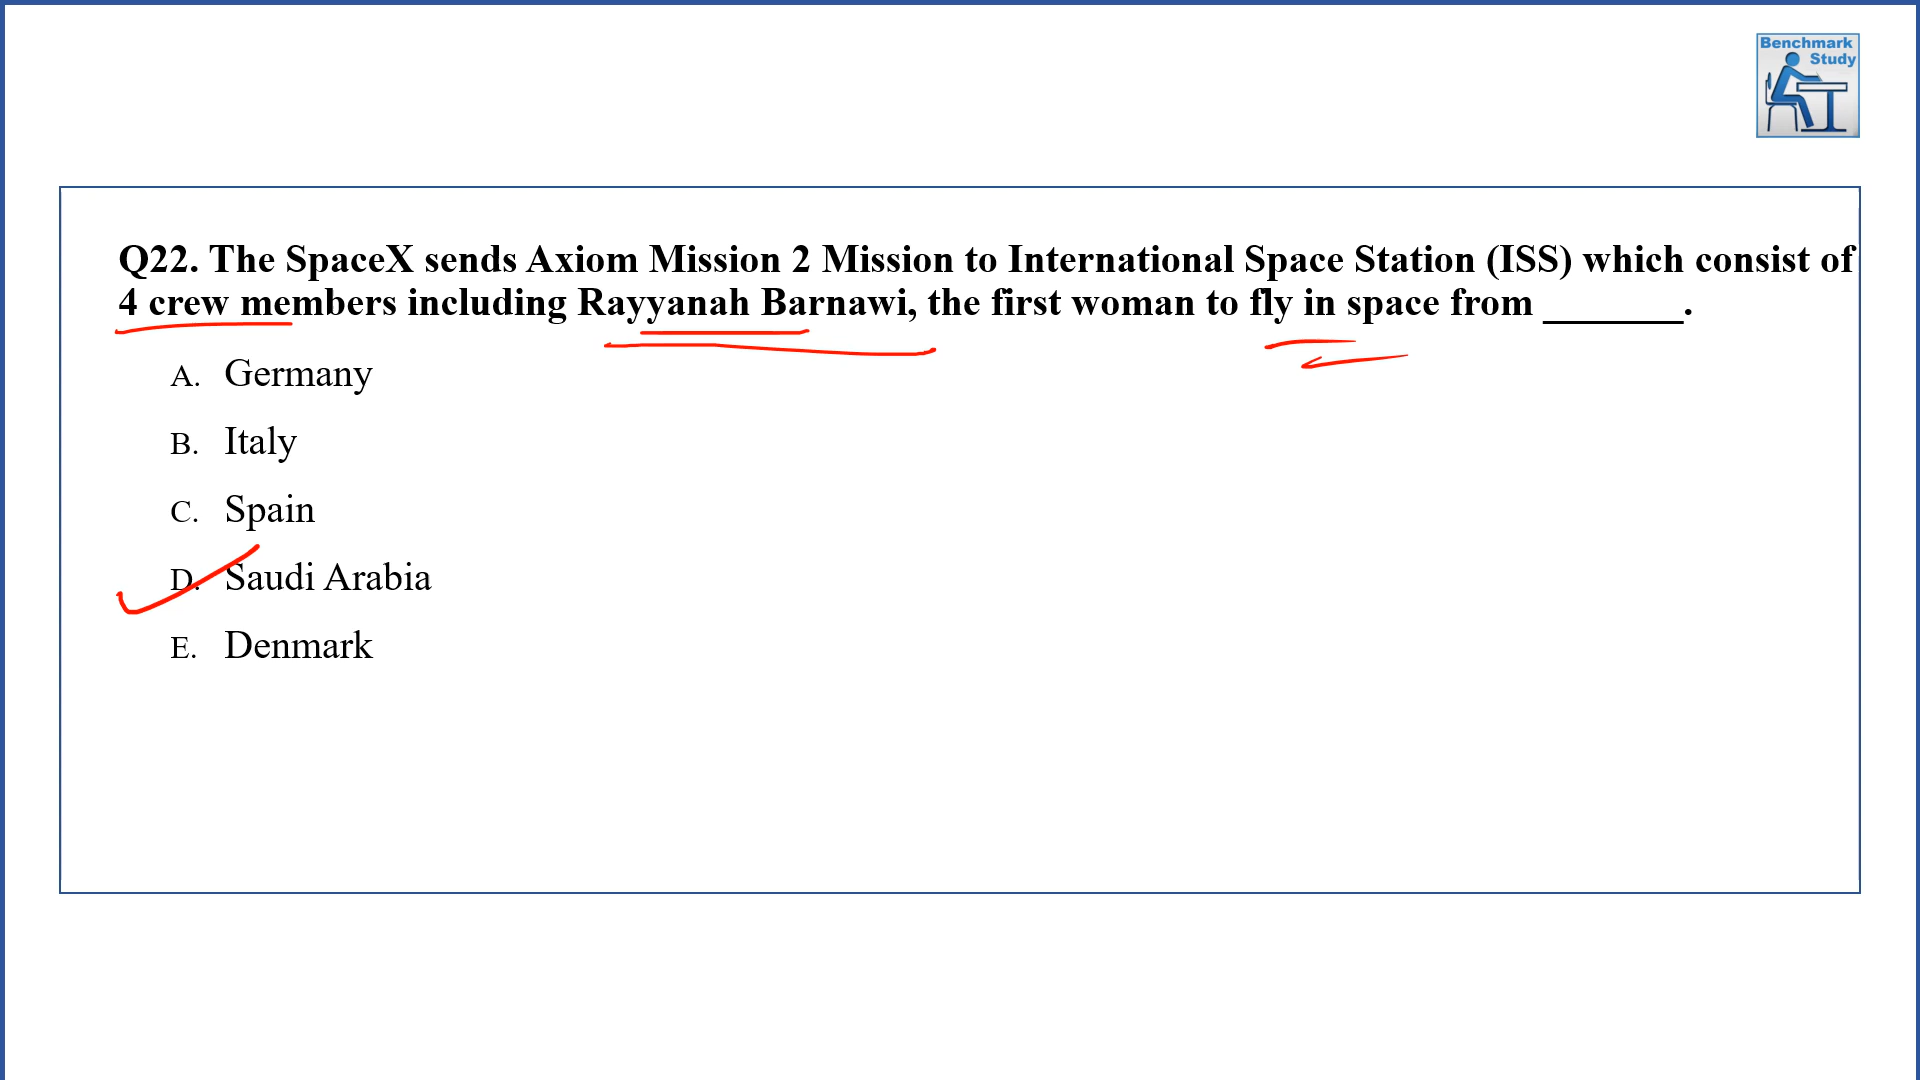 Benchmark
Study
Q22. The SpaceX sends Axiom Mission 2 Mission to International Space Station (ISS) which consist of
4 crew members including Rayyanah Barnawi, the first woman to fly in space from _______.
A. Germany
B. Italy
C. Spain
D. Saudi Arabia
E. Denmark